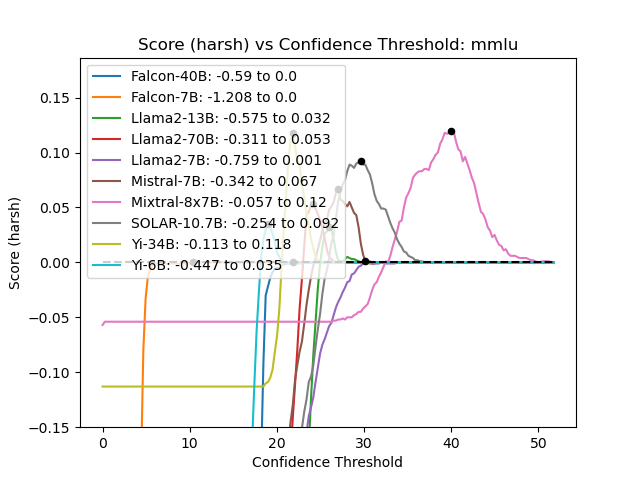 Score (harsh) vs Confidence Threshold: mmlu
Falcon-40B: -0.59 to 0.0
Falcon-7B: -1.208 to 0.0
Llama2-13B: -0.575 to 0.032
Llama2-70B: -0.311 to 0.053
Llama2-7B: -0.759 to 0.001
Mistral-7B: -0.342 to 0.067
Mixtral-8x7B: -0.057 to 0.12
SOLAR-10.7B: -0.254 to 0.092
Yi-34B: -0.113 to 0.118
Yi-6B: -0.447 to 0.035
Score (harsh)
0.15
0.10
0.05
0.00
−0.05
−0.10
−0.15
0 10 20 30 40 50
Confidence Threshold